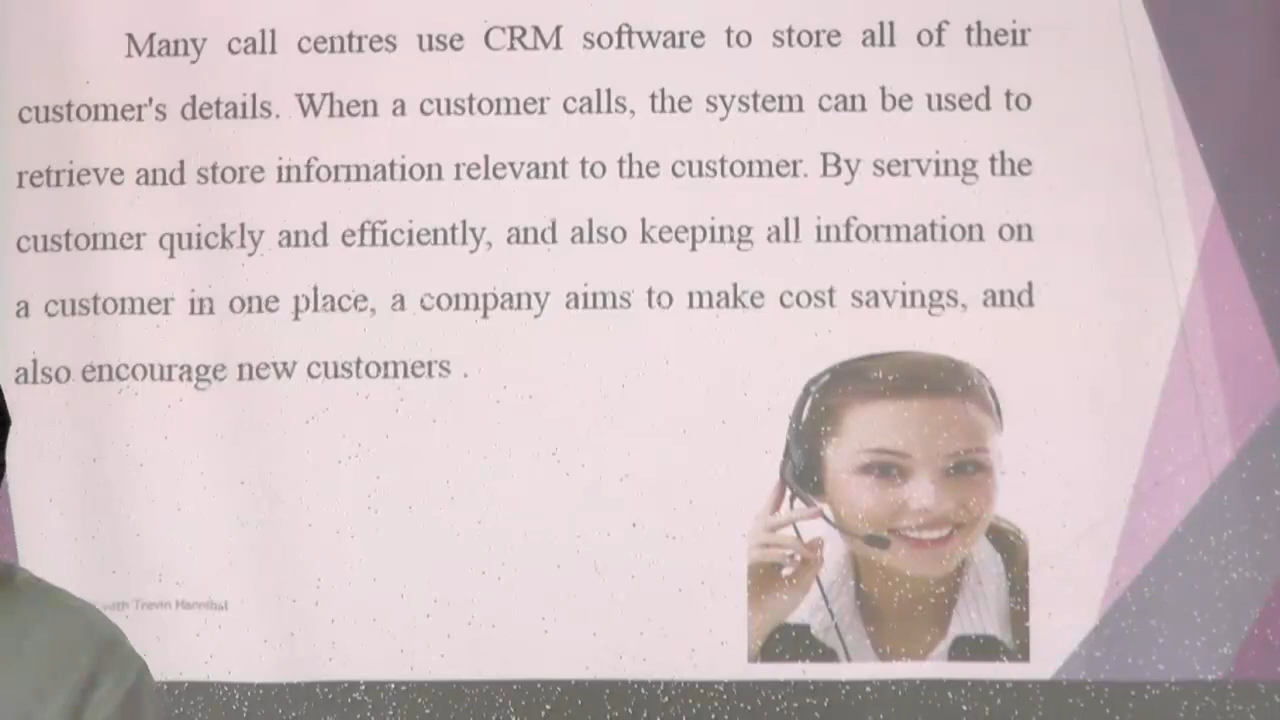 Many call centres use CRM software to store all of their
customer's details. When a customer calls, the system can be used to
retrieve and store information relevant to the customer. By serving the
customer quickly and efficiently, and also keeping all information on
a customer in one place, a company aims to make cost savings, and
also encourage new customers .
with Trevin Hannibal